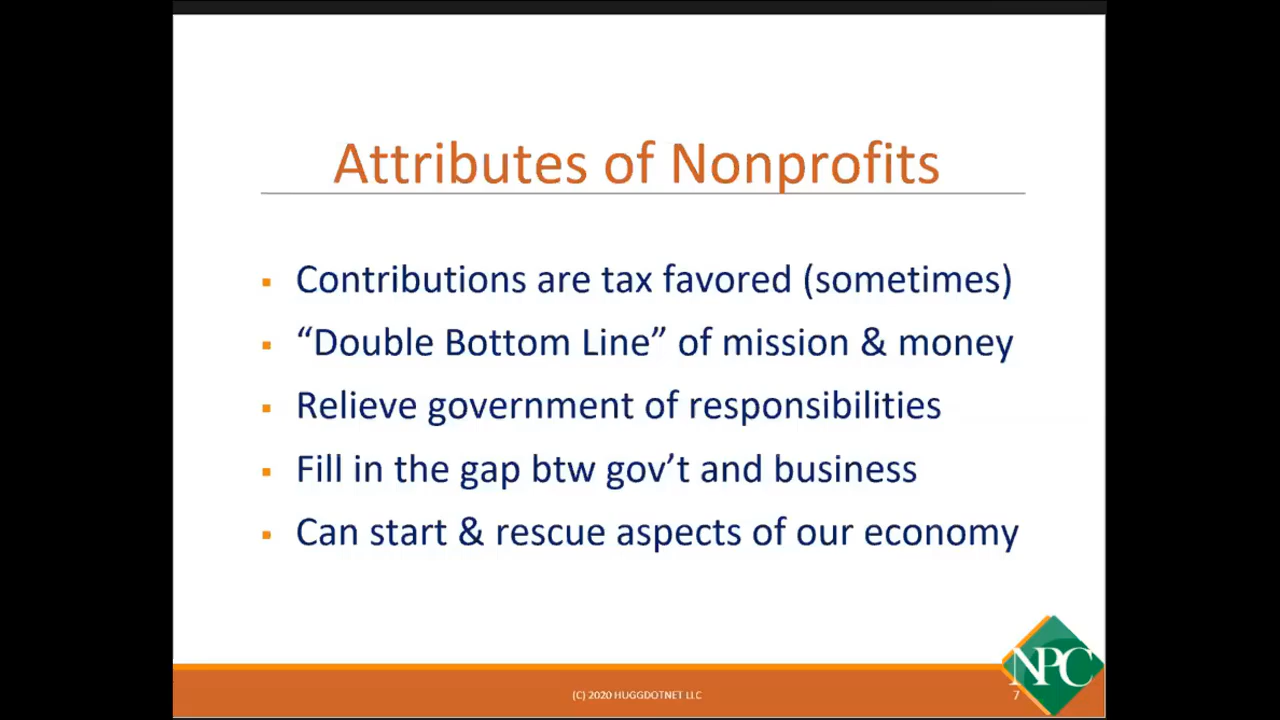 Attributes of Nonprofits
Contributions are tax favored (sometimes)
“Double Bottom Line” of mission & money
Relieve government of responsibilities
Fill in the gap btw gov’t and business
Can start & rescue aspects of our economy
NPC
(C) 2020 HUGGDOTNET LLC
7